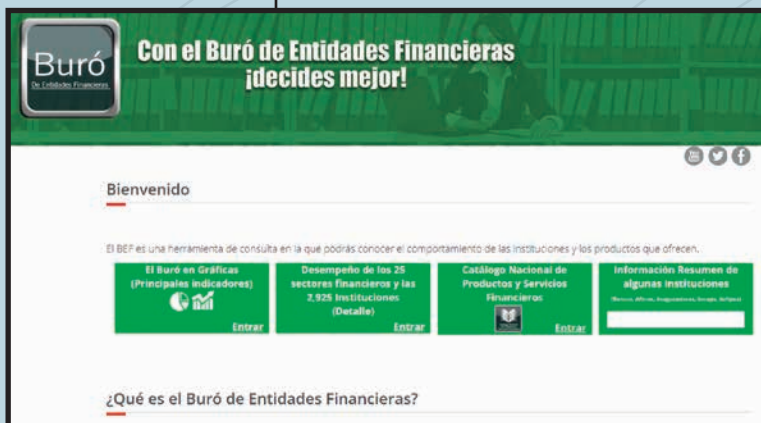 Buró
De Entidades Financieras
Con el Buró de Entidades Financieras
¡decides mejor!
You
Bienvenido
El BEF es una herramienta de consulta en la que podrás conocer el comportamiento de las instituciones y los productos que ofrecen.
El Buró en Gráficas
(Principales indicadores)
Entrar
Desempeño de los 25
sectores financieros y las
2,925 Instituciones
(Detalle)
Entrar
Catálogo Nacional de
Productos y Servicios
Financieros
Entrar
Información Resumen de
algunas Instituciones
¿Qué es el Buró de Entidades Financieras?